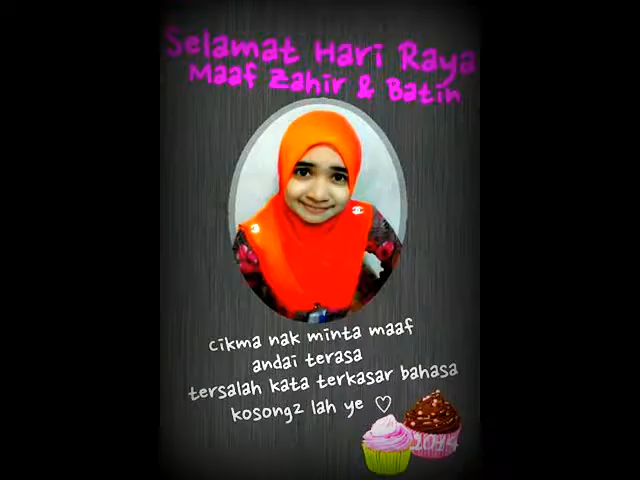 Selamat Hari Raya
Maaf Zahir & Batin
cikma nak minta maaf
andai terasa
tersalah kata terkasar bahasa
kosong2 lah ye ♡
2014